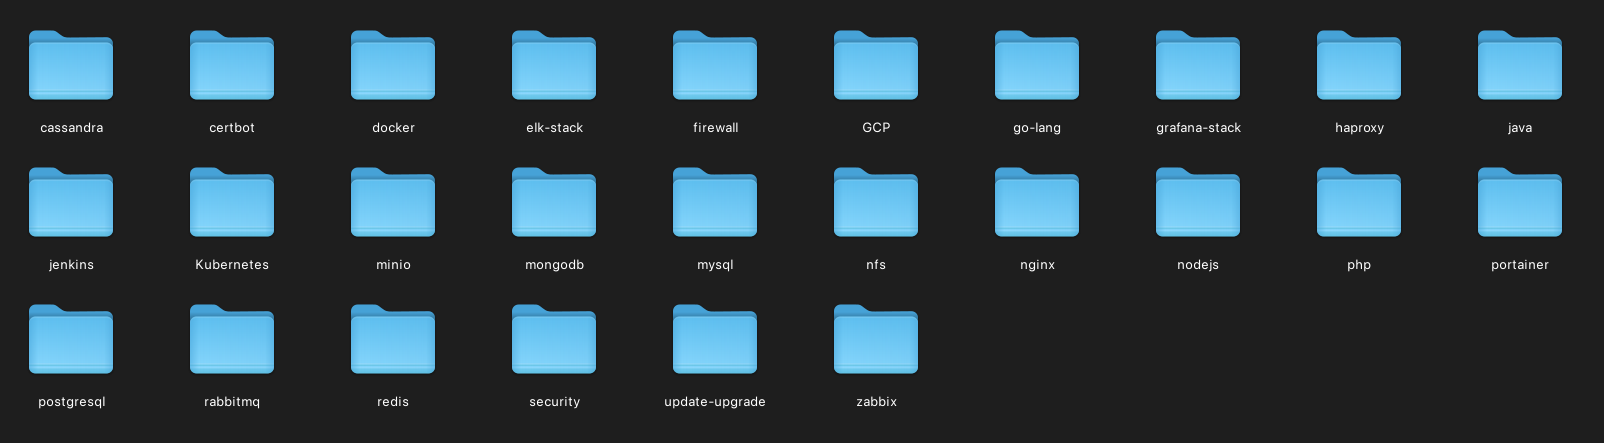 cassandra
certbot
docker
elk-stack
firewall
GCP
go-lang
grafana-stack
haproxy
java
jenkins
Kubernetes
minio
mongodb
mysql
nfs
nginx
nodejs
php
portainer
postgresql
rabbitmq
redis
security
update-upgrade
zabbix